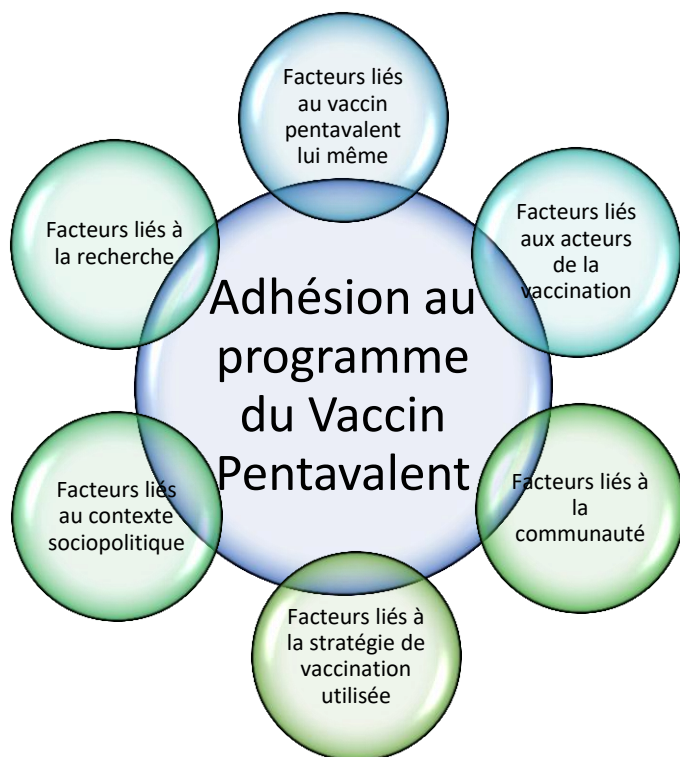 Facteurs liés
au vaccin
pentavalent
lui même
Facteurs liés
aux acteurs
de la
vaccination
Facteurs liés à
la
communauté
Facteurs liés à
la stratégie de
vaccination
utilisée
Facteurs liés
au contexte
sociopolitique
Facteurs liés à
la recherche
Adhésion au
programme
du Vaccin
Pentavalent